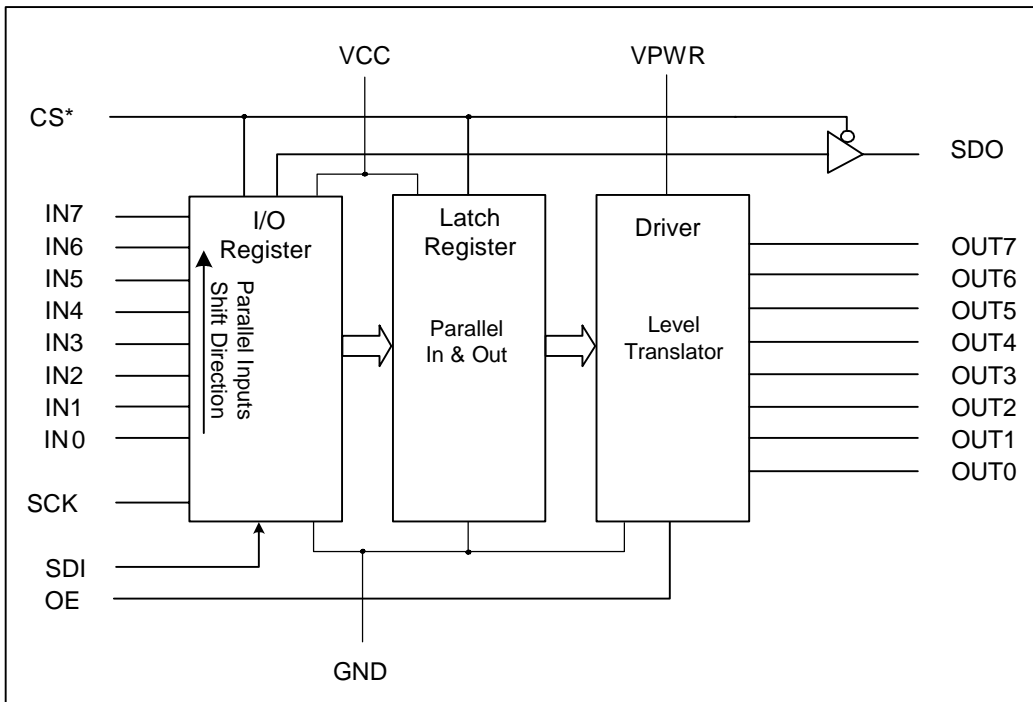 VCC
VPWR
CS*
SDO
I/O
Register
Latch
Register
Driver
IN7
IN6
IN5
IN4
IN3
IN2
IN1
IN0
Parallel Inputs
Shift Direction
Parallel
In & Out
Level
Translator
OUT7
OUT6
OUT5
OUT4
OUT3
OUT2
OUT1
OUT0
SCK
SDI
OE
GND